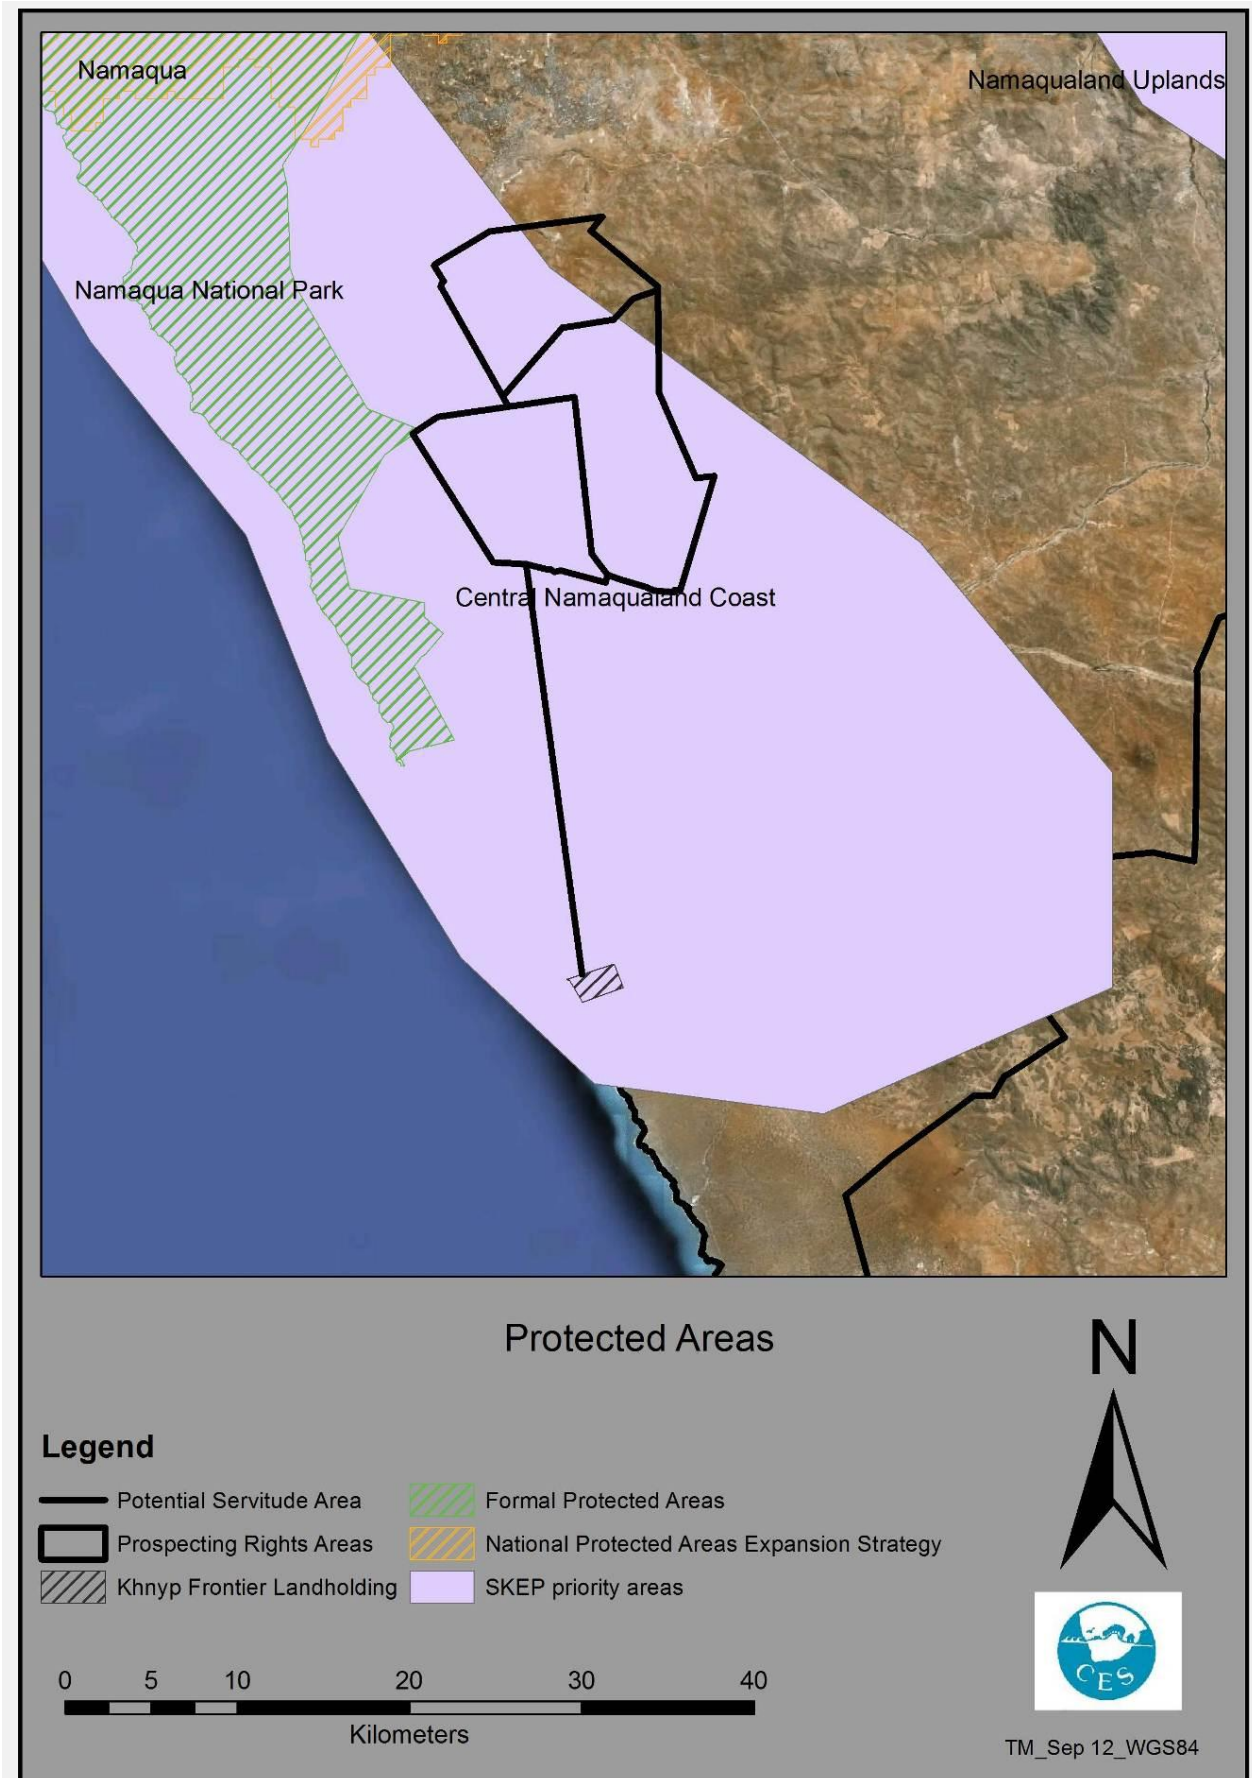 Namaqua
Namaqualand Uplands
Namaqua National Park
Central Namaqualand Coast
Protected Areas
N
Legend
Potential Servitude Area
Formal Protected Areas
Prospecting Rights Areas
National Protected Areas Expansion Strategy
Khnyp Frontier Landholding
SKEP priority areas
0 5 10 20 30 40
Kilometers
CES
TM_Sep 12_WGS84